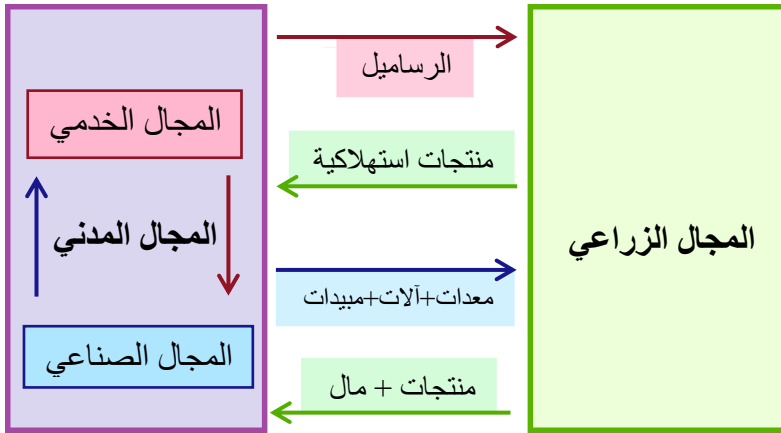 الرساميل
المجال الخدمي
منتجات استهلاكية
المجال المدني
المجال الزراعي
معدات+آلات+مبيدات
المجال الصناعي
منتجات + مال